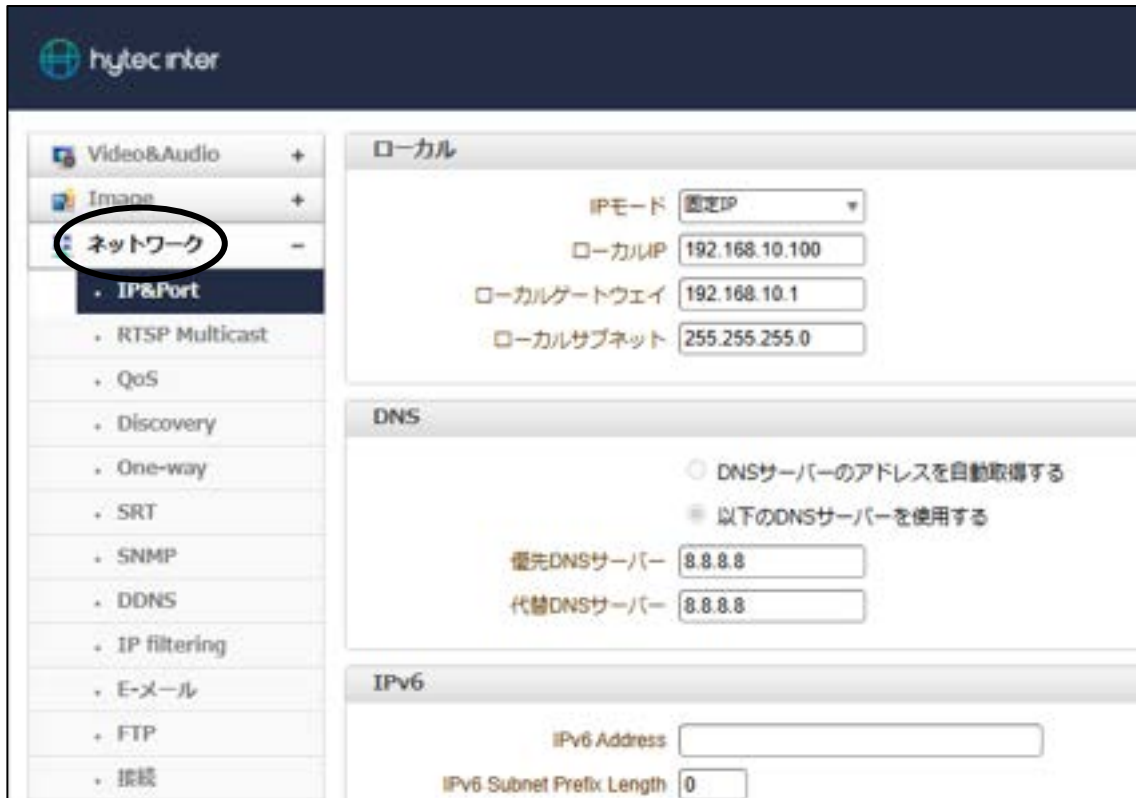 hytec inter
Video&Audio +
Image +
ネットワーク -
IP&Port
RTSP Multicast
QoS
Discovery
One-way
SRT
SNMP
DDNS
IP filtering
E-メール
FTP
接続
ローカル
IPモード 固定IP
ローカルIP 192.168.10.100
ローカルゲートウェイ 192.168.10.1
ローカルサブネット 255.255.255.0
DNS
DNSサーバーのアドレスを自動取得する
以下のDNSサーバーを使用する
優先DNSサーバー 8.8.8.8
代替DNSサーバー 8.8.8.8
IPv6
IPv6 Address
IPv6 Subnet Prefix Length 0